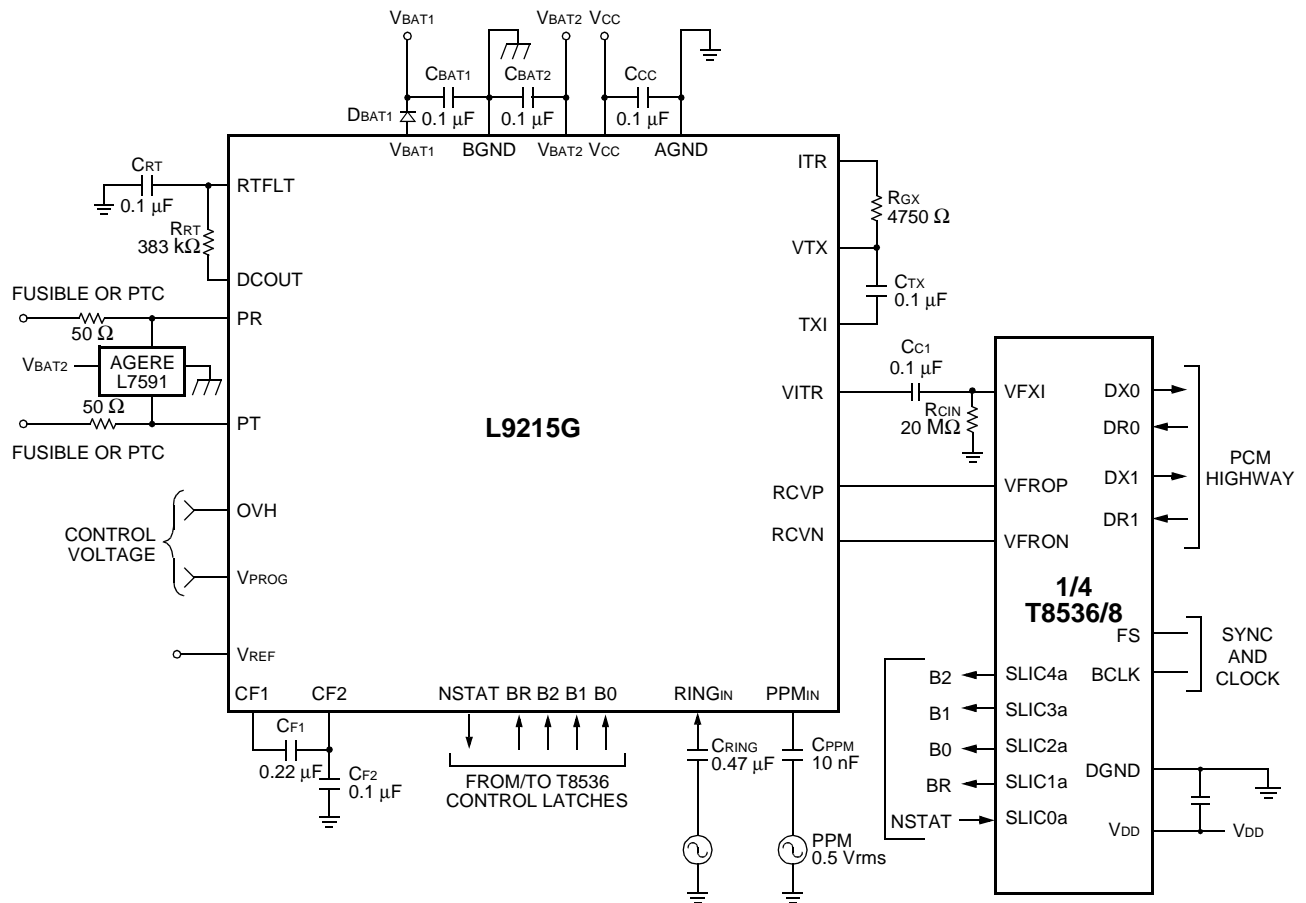 VBAT1
VBAT2
VCC
CBAT1
CBAT2
CCC
DBAT1
0.1 μF
0.1 μF
0.1 μF
VBAT1
BGND
VBAT2
VCC
AGND
CRT
0.1 μF
RTFLT
RRT
383 kΩ
DCOUT
FUSIBLE OR PTC
50 Ω
PR
VBAT2
AGERE
L7591
50 Ω
PT
FUSIBLE OR PTC
OVH
CONTROL
VOLTAGE
VPROG
VREF
L9215G
ITR
RGX
4750 Ω
VTX
CTX
0.1 μF
TXI
CC1
0.1 μF
VITR
RCIN
20 MΩ
RCVP
RCVN
CF1
CF2
NSTAT
BR
B2
B1
B0
RINGIN
PPMIN
CF1
0.22 μF
CF2
0.1 μF
FROM/TO T8536
CONTROL LATCHES
CRING
0.47 μF
CPPM
10 nF
PPM
0.5 Vrms
VFXI
VFROP
VFRON
DX0
DR0
DX1
DR1
PCM
HIGHWAY
1/4
T8536/8
FS
BCLK
SYNC
AND
CLOCK
B2
SLIC4a
B1
SLIC3a
B0
SLIC2a
BR
SLIC1a
NSTAT
SLIC0a
DGND
VDD
VDD